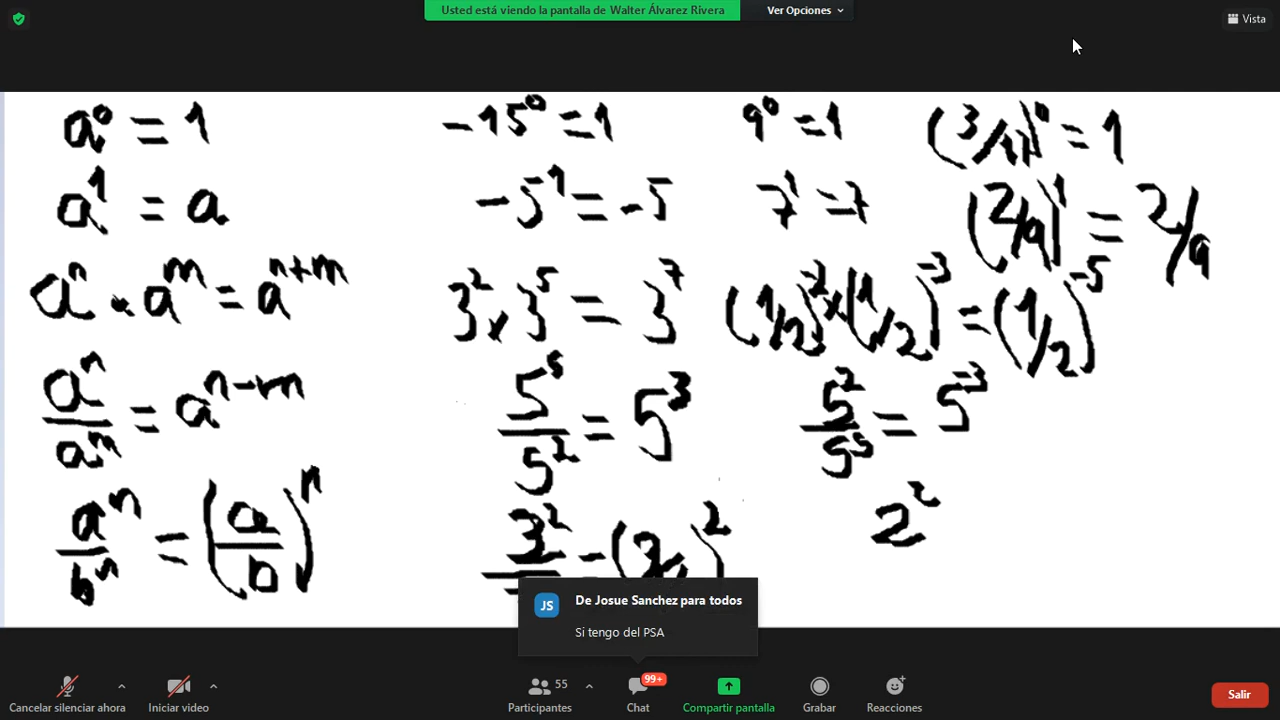 Usted está viendo la pantalla de Walter Álvarez Rivera
Ver Opciones
Vista
a⁰ = 1
-15⁰ = 1
9⁰ = 1
(3/17)⁰ = 1
a¹ = a
-5¹ = -5
7¹ = 7
(2/9)¹ = 2/9
aⁿ · aᵐ = aⁿ⁺ᵐ
3² x 3⁵ = 3⁷
(1/2)⁻² x (1/2)⁻³ = (1/2)⁻⁵
aⁿ/aᵐ = aⁿ⁻ᵐ
5⁵/5² = 5³
5²/5⁵ = 5⁻³
aⁿ/bⁿ = (a/b)ⁿ
3²
2²
JS
De Josue Sanchez para todos
Si tengo del PSA
55
99+
Cancelar silenciar ahora
Iniciar video
Participantes
Chat
Compartir pantalla
Grabar
Reacciones
Salir